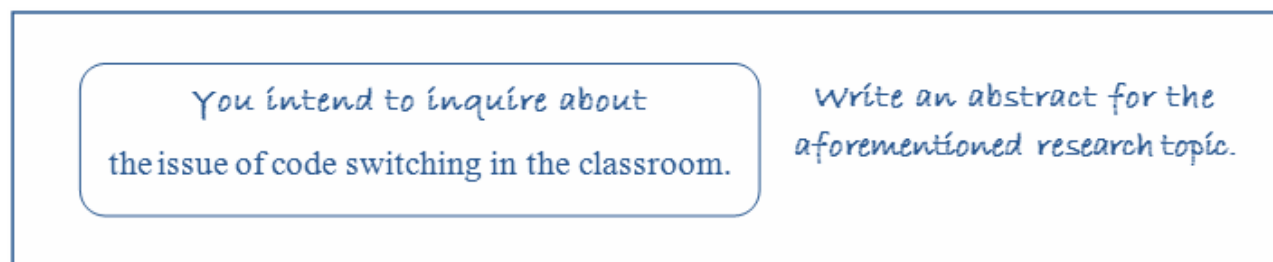 You intend to inquire about
the issue of code switching in the classroom.
Write an abstract for the
aforementioned research topic.